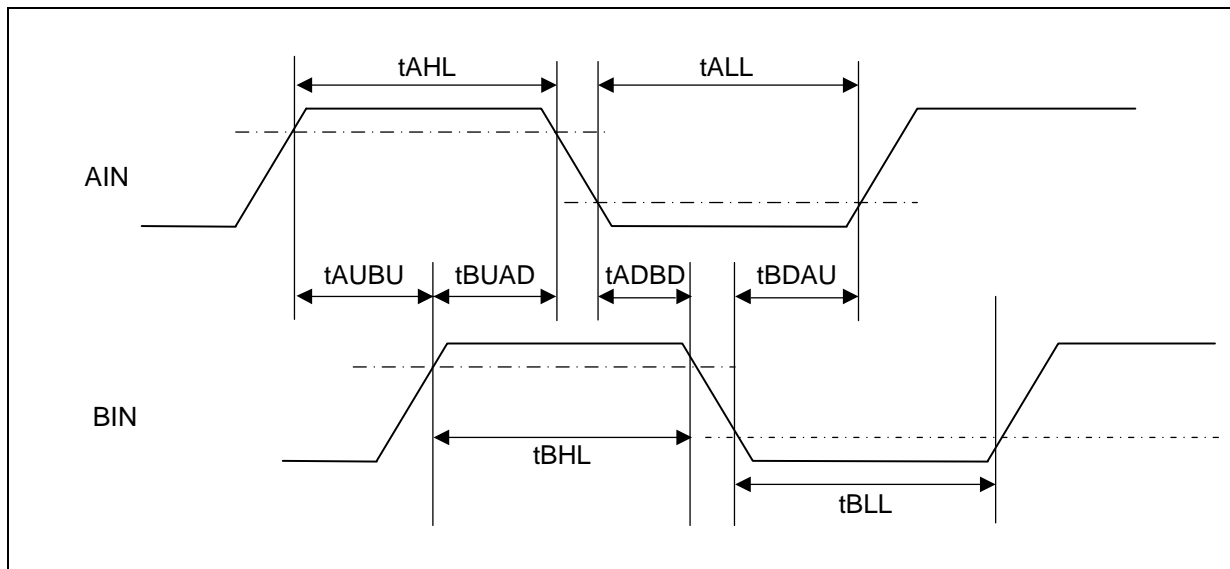 tAHL tALL
AIN
tAUBU tBUAD tADBD tBDAU
BIN
tBHL
tBLL